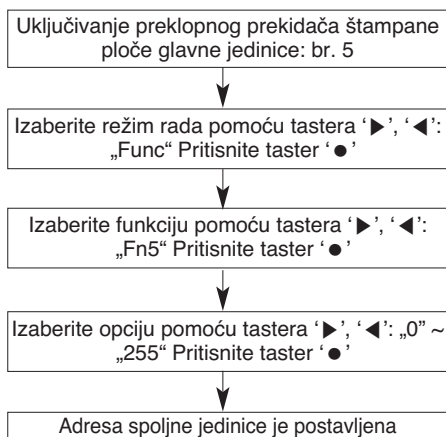 Uključivanje preklopnog prekidača štampane
ploče glavne jedinice: br. 5
Izaberite režim rada pomoću tastera ‘▶’, ‘◀’:
„Func“ Pritisnite taster ‘●’
Izaberite funkciju pomoću tastera ‘▶’, ‘◀’:
„Fn5“ Pritisnite taster ‘●’
Izaberite opciju pomoću tastera ‘▶’, ‘◀’: „0” ~
„255” Pritisnite taster ‘●’
Adresa spoljne jedinice je postavljena